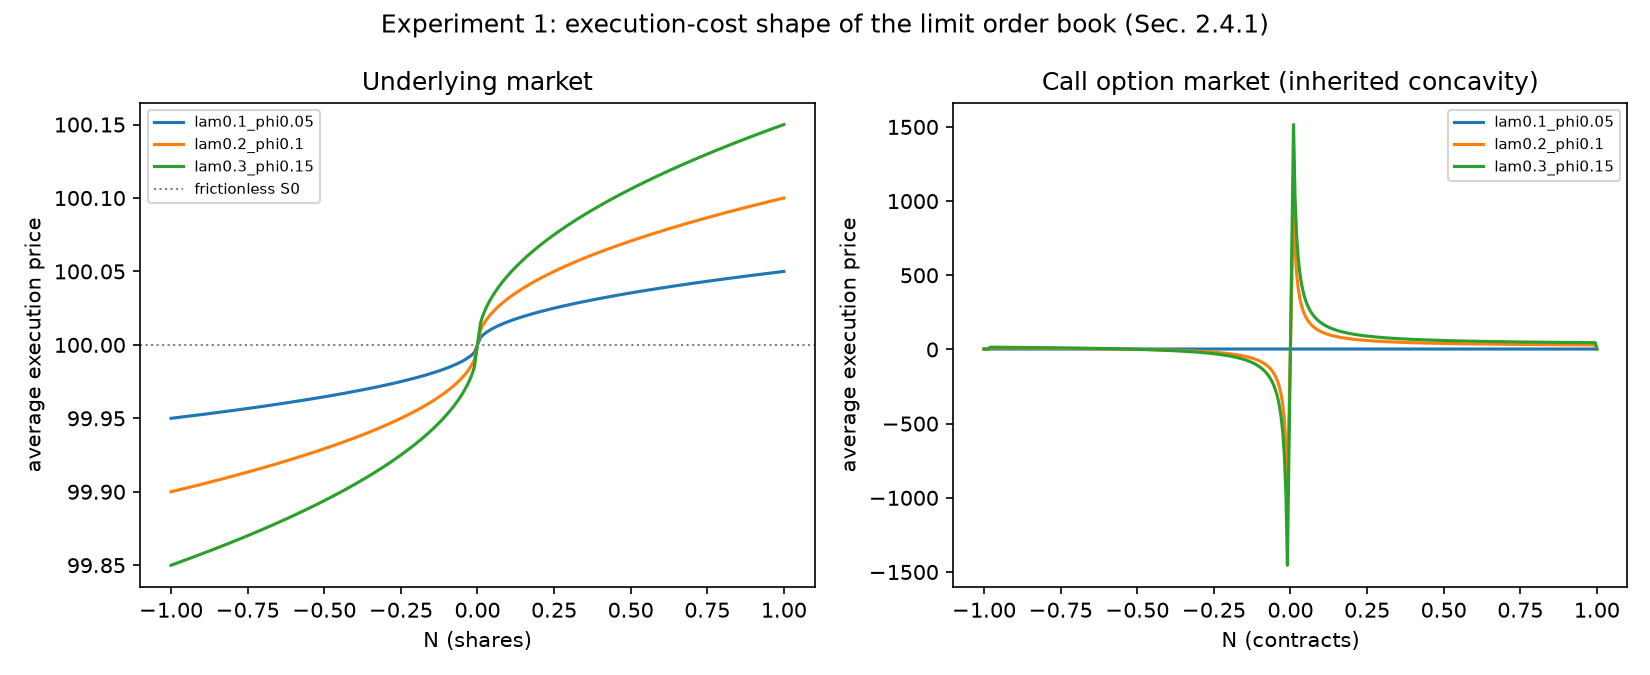 Experiment 1: execution-cost shape of the limit order book (Sec. 2.4.1)
Underlying market
average execution price
100.15
100.10
100.05
100.00
99.95
99.90
99.85
lam0.1_phi0.05
lam0.2_phi0.1
lam0.3_phi0.15
frictionless S0
−1.00 −0.75 −0.50 −0.25 0.00 0.25 0.50 0.75 1.00
N (shares)
Call option market (inherited concavity)
average execution price
1500
1000
500
0
−500
−1000
−1500
lam0.1_phi0.05
lam0.2_phi0.1
lam0.3_phi0.15
−1.00 −0.75 −0.50 −0.25 0.00 0.25 0.50 0.75 1.00
N (contracts)